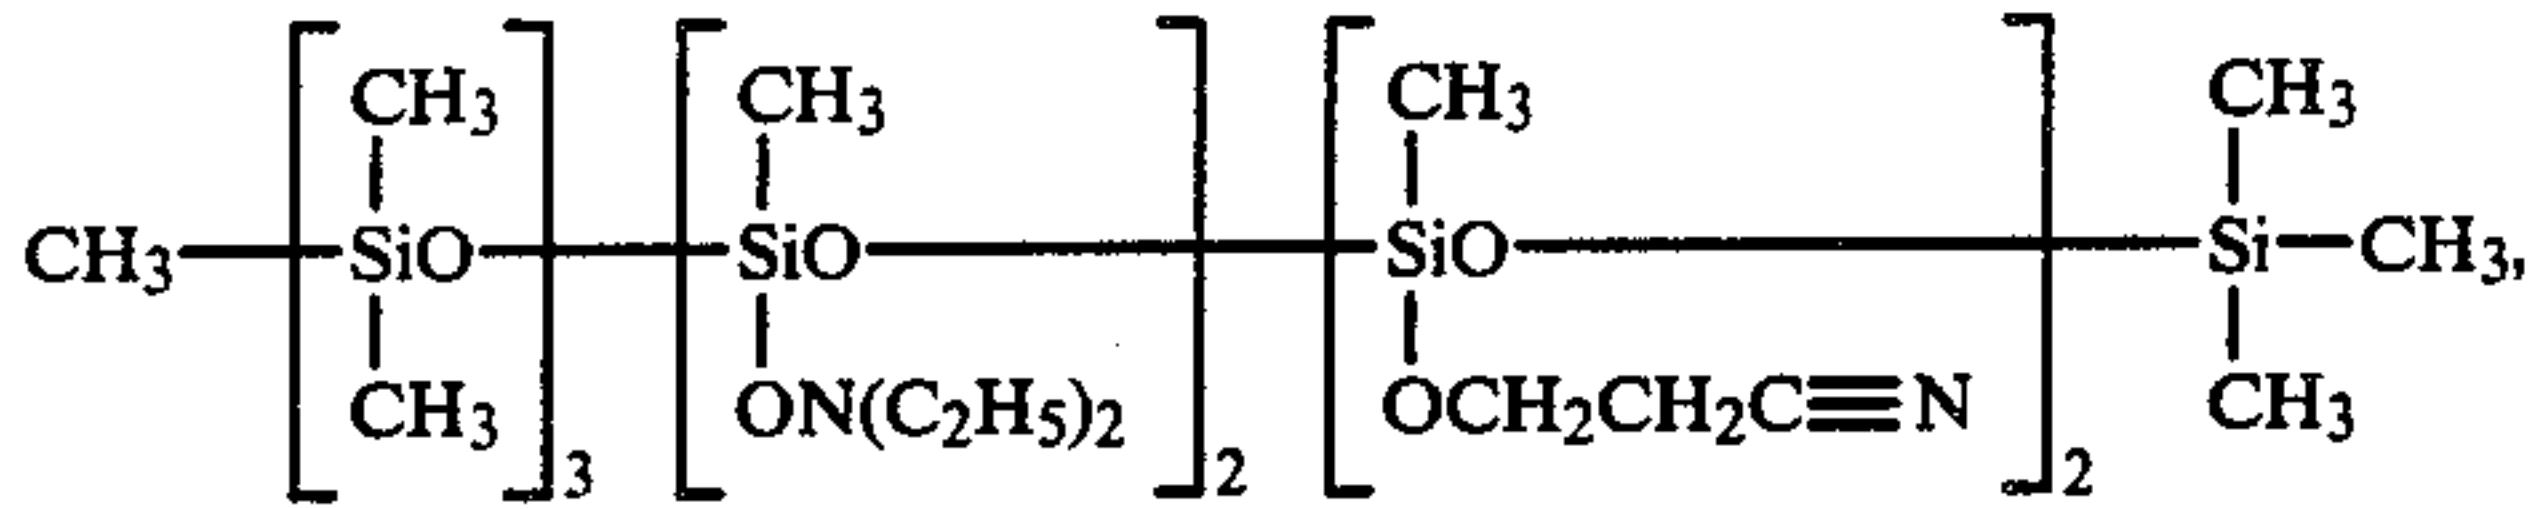 CH3 CH3 CH3 CH3
CH3 SiO SiO SiO Si CH3,
CH3 ON(C2H5)2 OCH2CH2C≡N CH3
3 2 2